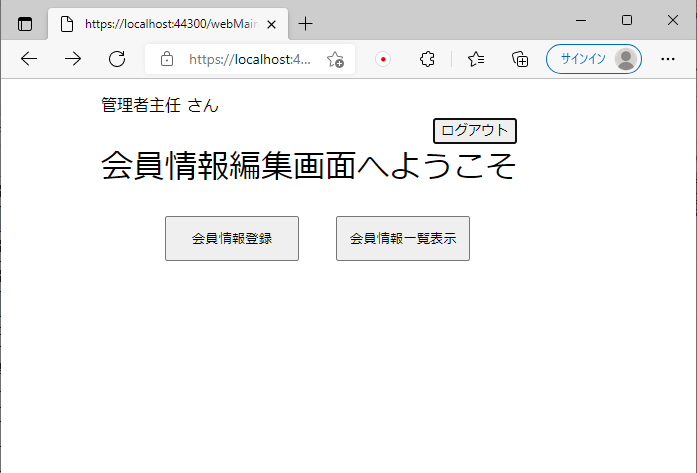 https://localhost:44300/webMain
https://localhost:4...
サインイン
管理者主任 さん
ログアウト
会員情報編集画面へようこそ
会員情報登録 会員情報一覧表示